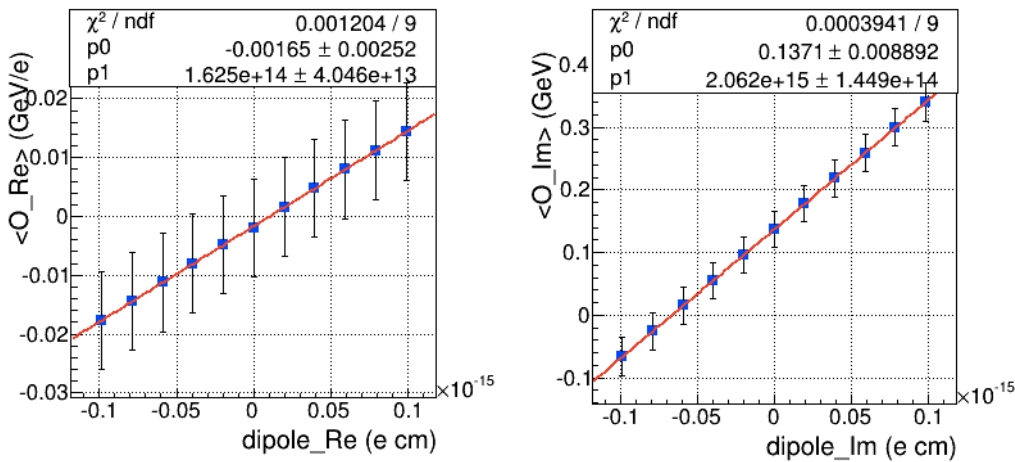 χ² / ndf 0.001204 / 9
p0 -0.00165 ± 0.00252
p1 1.625e+14 ± 4.046e+13
<O_Re> (GeV/e)
0.02
0.01
0
-0.01
-0.02
-0.03
-0.1 -0.05 0 0.05 0.1
×10⁻¹⁵
dipole_Re (e cm)
χ² / ndf 0.0003941 / 9
p0 0.1371 ± 0.008892
p1 2.062e+15 ± 1.449e+14
<O_Im> (GeV)
0.4
0.3
0.2
0.1
0
-0.1
-0.1 -0.05 0 0.05 0.1
×10⁻¹⁵
dipole_Im (e cm)